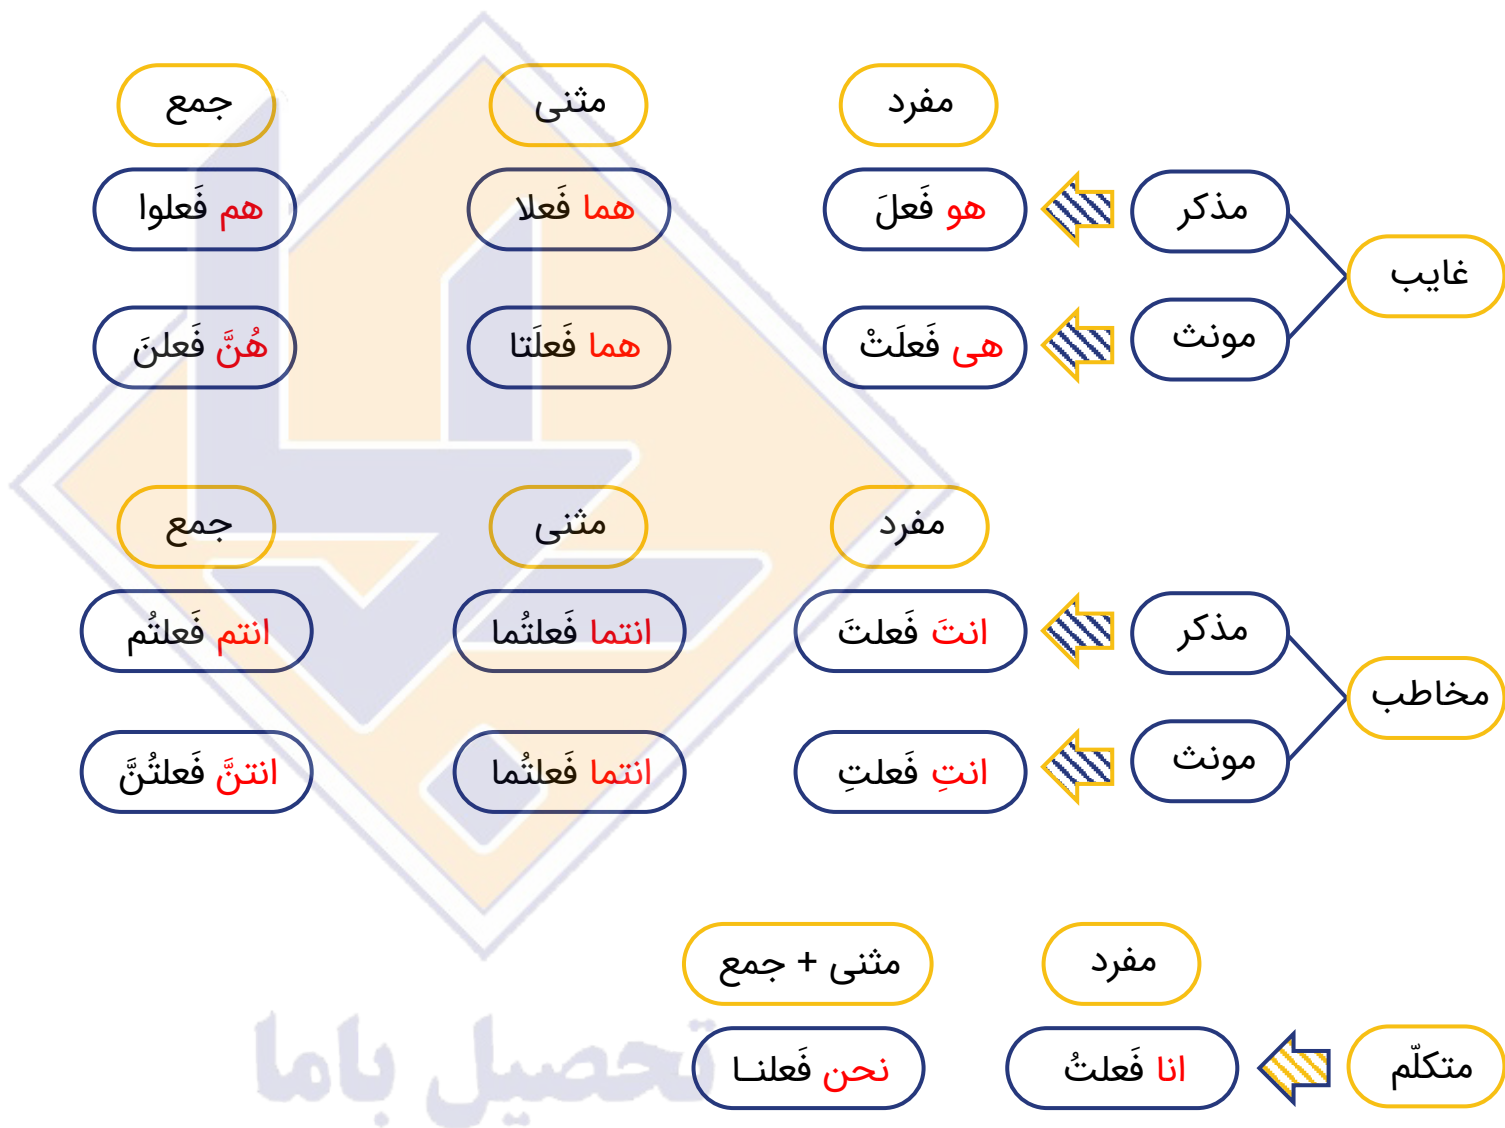 مفرد مثنی جمع
غایب
مذکر هو فَعلَ هما فَعلا هم فَعلوا
مونث هی فَعلَتْ هما فَعلَتا هُنَّ فَعلنَ
مفرد مثنی جمع
مخاطب
مذکر انتَ فَعلتَ انتما فَعلتُما انتم فَعلتُم
مونث انتِ فَعلتِ انتما فَعلتُما انتنَّ فَعلتُنَّ
مفرد مثنی + جمع
متکلّم انا فَعلتُ نحن فَعلنـا
تحصیل باما